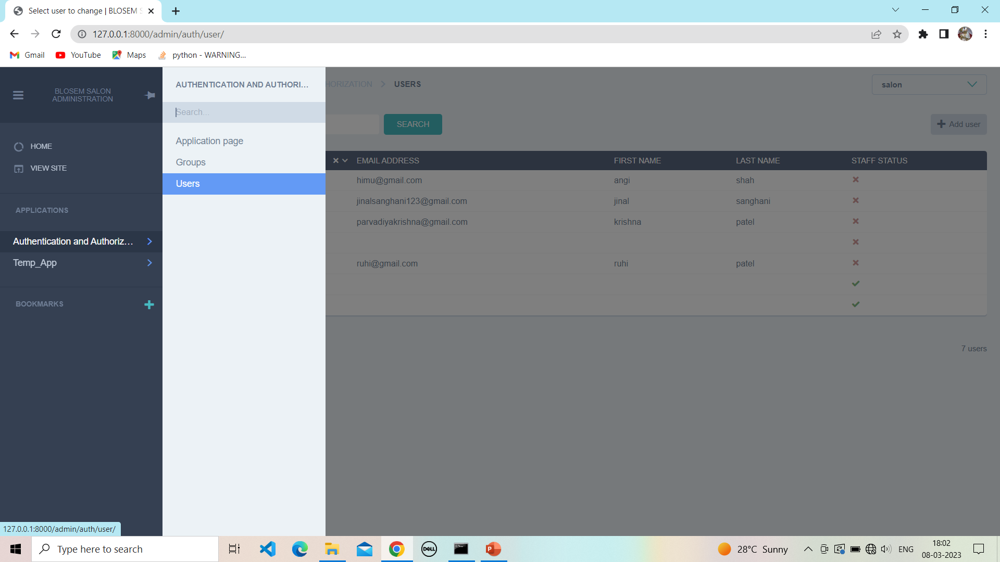 Select user to change | BLOSEM S
127.0.0.1:8000/admin/auth/user/
Gmail YouTube Maps python - WARNING...
BLOSEM SALON
ADMINISTRATION
HOME
VIEW SITE
APPLICATIONS
Authentication and Authoriz...
Temp_App
BOOKMARKS
AUTHENTICATION AND AUTHORI...
Search...
Application page
Groups
Users
HORIZATION > USERS
salon
SEARCH
Add user
EMAIL ADDRESS FIRST NAME LAST NAME STAFF STATUS
himu@gmail.com angi shah
jinalsanghani123@gmail.com jinal sanghani
parvadiyakrishna@gmail.com krishna patel
ruhi@gmail.com ruhi patel
7 users
127.0.0.1:8000/admin/auth/user/
Type here to search
DELL
28°C Sunny
ENG
18:02
08-03-2023